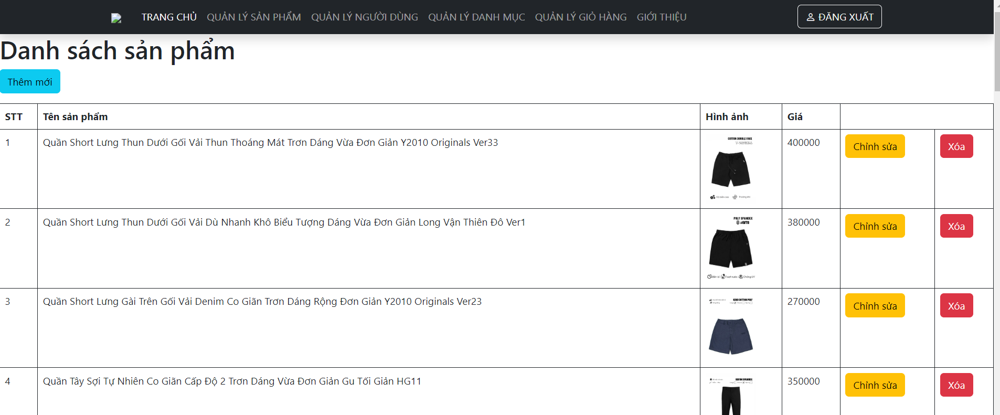 TRANG CHỦ QUẢN LÝ SẢN PHẨM QUẢN LÝ NGƯỜI DÙNG QUẢN LÝ DANH MỤC QUẢN LÝ GIỎ HÀNG GIỚI THIỆU ĐĂNG XUẤT
Danh sách sản phẩm
Thêm mới
STT Tên sản phẩm Hình ảnh Giá
1 Quần Short Lưng Thun Dưới Gối Vải Thun Thoáng Mát Trơn Dáng Vừa Đơn Giản Y2010 Originals Ver33 400000 Chỉnh sửa Xóa
COTTON DOUBLE FACE
2 Quần Short Lưng Thun Dưới Gối Vải Dù Nhanh Khô Biểu Tượng Dáng Vừa Đơn Giản Long Vận Thiên Đô Ver1 380000 Chỉnh sửa Xóa
POLY SPANDEX
#LVTD
3 Quần Short Lưng Gài Trên Gối Vải Denim Co Giãn Trơn Dáng Rộng Đơn Giản Y2010 Originals Ver23 270000 Chỉnh sửa Xóa
KAKI COTTON POLY
4 Quần Tây Sợi Tự Nhiên Co Giãn Cấp Độ 2 Trơn Dáng Vừa Đơn Giản Gu Tối Giản HG11 350000 Chỉnh sửa Xóa
RAYON SPANDEX